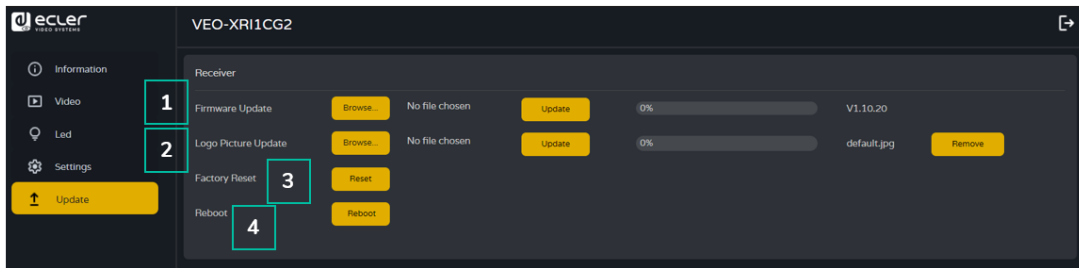 ecler
VIDEO SYSTEMS
VEO-XRI1CG2
Information
Video
Led
Settings
Update
Receiver
1
Firmware Update Browse... No file chosen Update 0% V1.10.20
2
Logo Picture Update Browse... No file chosen Update 0% default.jpg Remove
Factory Reset 3 Reset
Reboot 4 Reboot